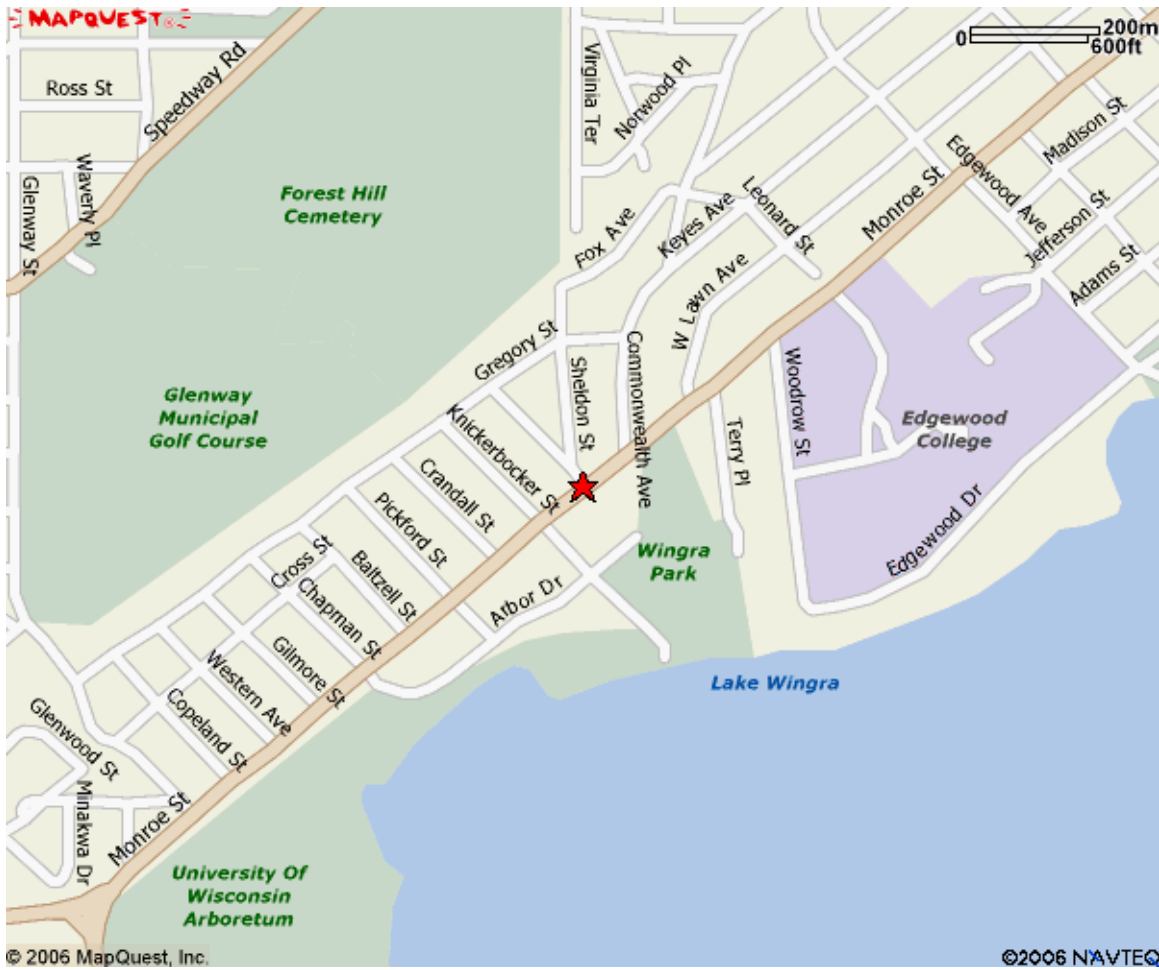 MAPQUEST
200m
0
600ft
Ross St
Speedway Rd
Virginia Ter
Norwood Pl
Madison St
Edgewood Ave
Waverly Pl
Glenway St
Forest Hill
Cemetery
Leonard St
Monroe St
Jefferson St
Keyes Ave
Fox Ave
Adams St
W Lawn Ave
Gregory St
Commonwealth Ave
Sheldon St
Woodrow St
Glenway
Municipal
Golf Course
Knickerbocker St
Terry Pl
Edgewood
College
Crandall St
Pickford St
Edgewood Dr
Cross St
Baltzell St
Wingra
Park
Arbor Dr
Chapman St
Gilmore St
Western Ave
Lake Wingra
Copeland St
Glenwood St
Minakwa Dr
Monroe St
University Of
Wisconsin
Arboretum
© 2006 MapQuest, Inc.
©2006 NAVTEQ